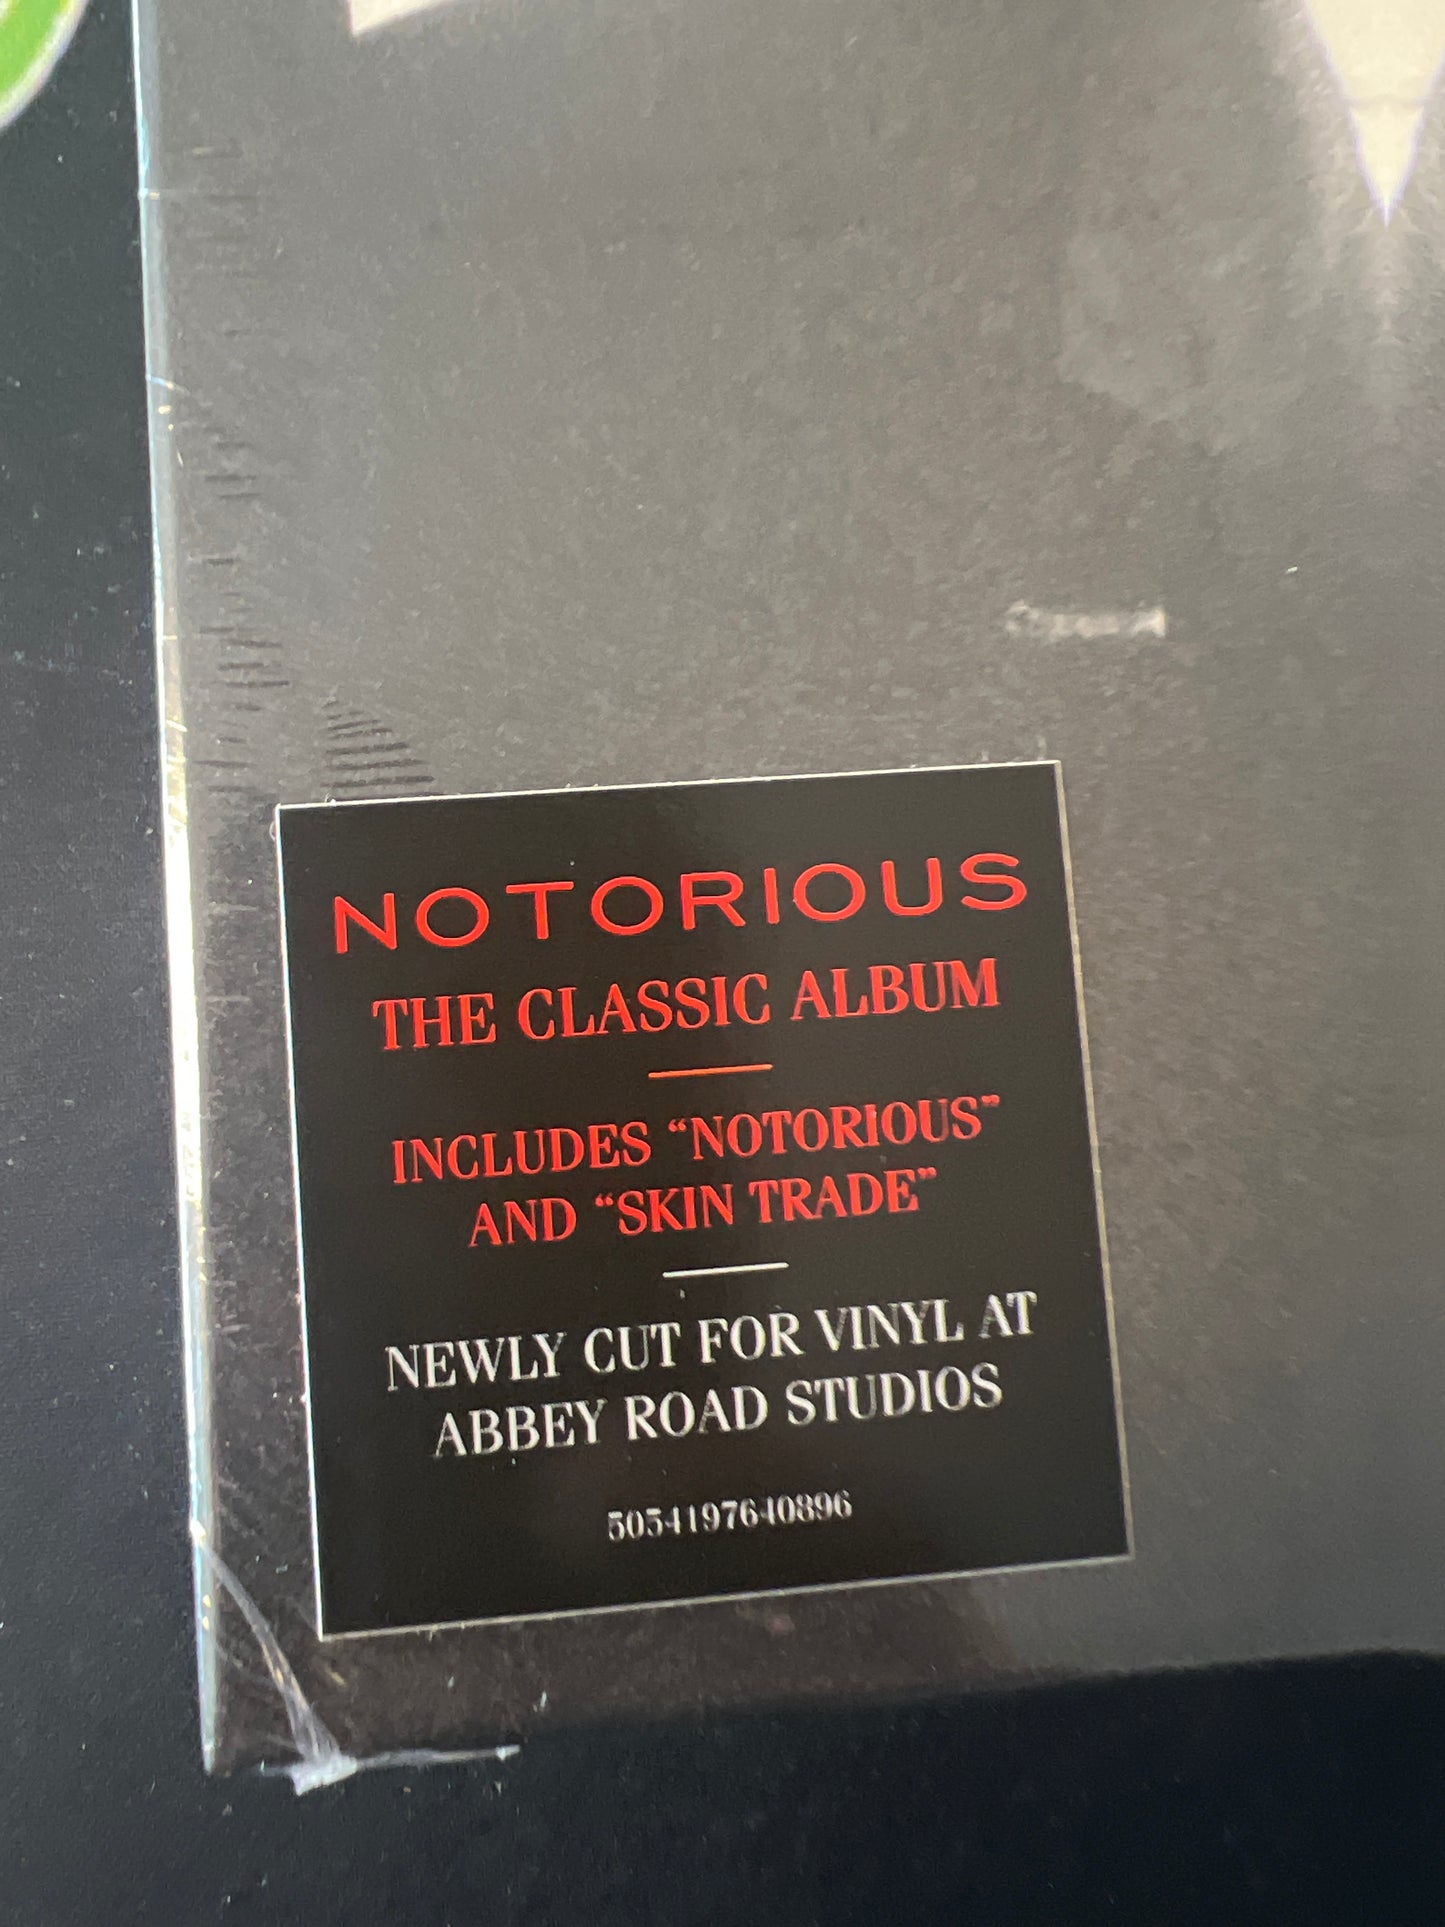 NOTORIOUS
THE CLASSIC ALBUM
INCLUDES “NOTORIOUS”
AND “SKIN TRADE”
NEWLY CUT FOR VINYL AT
ABBEY ROAD STUDIOS
5054197640896